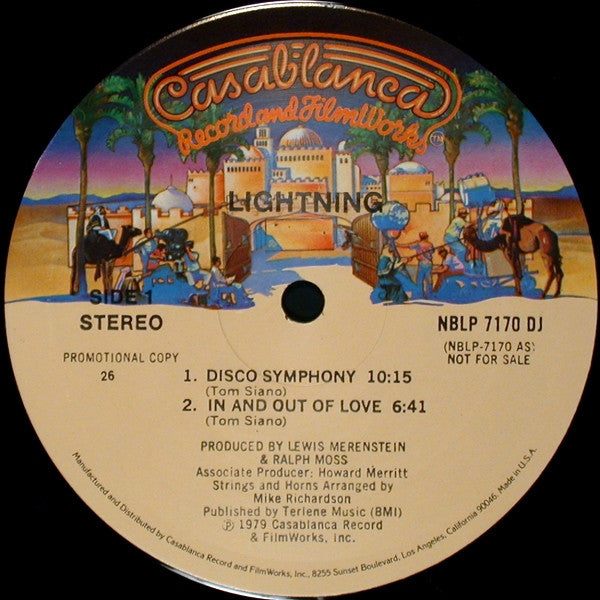 Casablanca
Record and FilmWorks
TM
LIGHTNING
SIDE 1
STEREO
NBLP 7170 DJ
(NBLP-7170 AS)
NOT FOR SALE
PROMOTIONAL COPY
26
1. DISCO SYMPHONY 10:15
(Tom Siano)
2. IN AND OUT OF LOVE 6:41
(Tom Siano)
PRODUCED BY LEWIS MERENSTEIN
& RALPH MOSS
Associate Producer: Howard Merritt
Strings and Horns Arranged by
Mike Richardson
Published by Terlene Music (BMI)
℗ 1979 Casablanca Record
& FilmWorks, Inc.
Manufactured and Distributed by Casablanca Record and FilmWorks, Inc., 8255 Sunset Boulevard, Los Angeles, California 90046. Made in U.S.A.